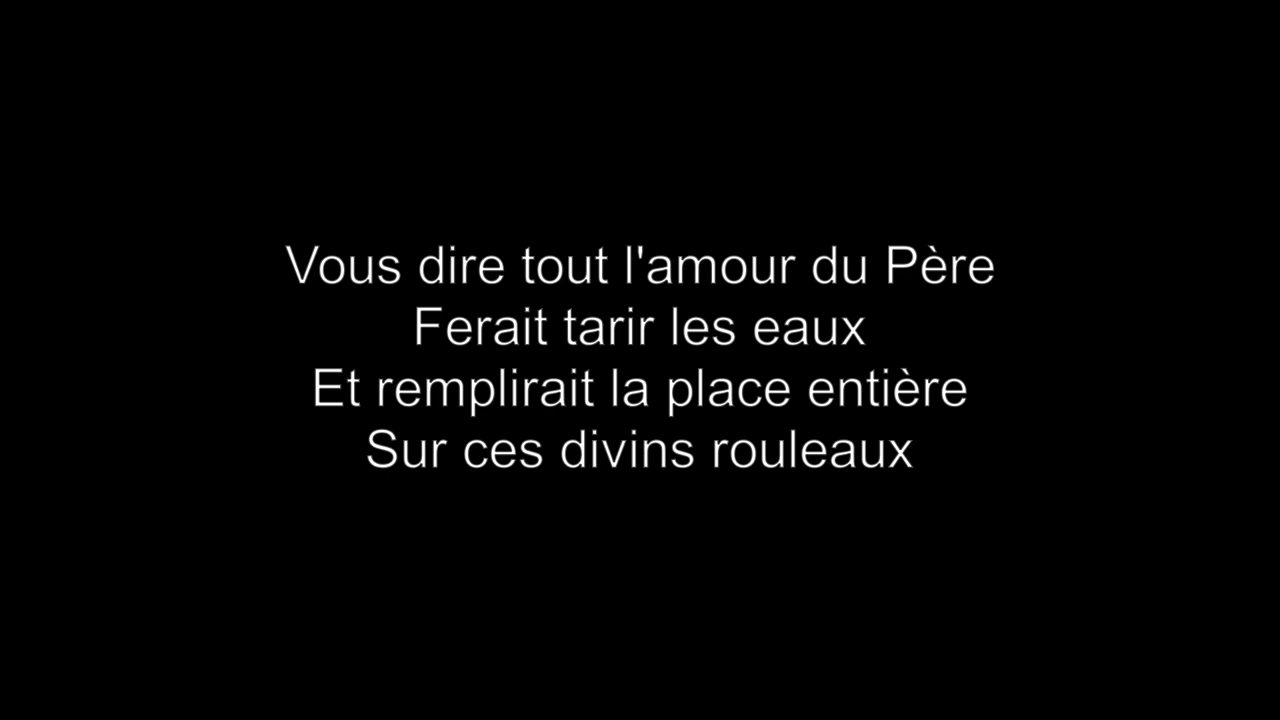 Vous dire tout l'amour du Père
Ferait tarir les eaux
Et remplirait la place entière
Sur ces divins rouleaux